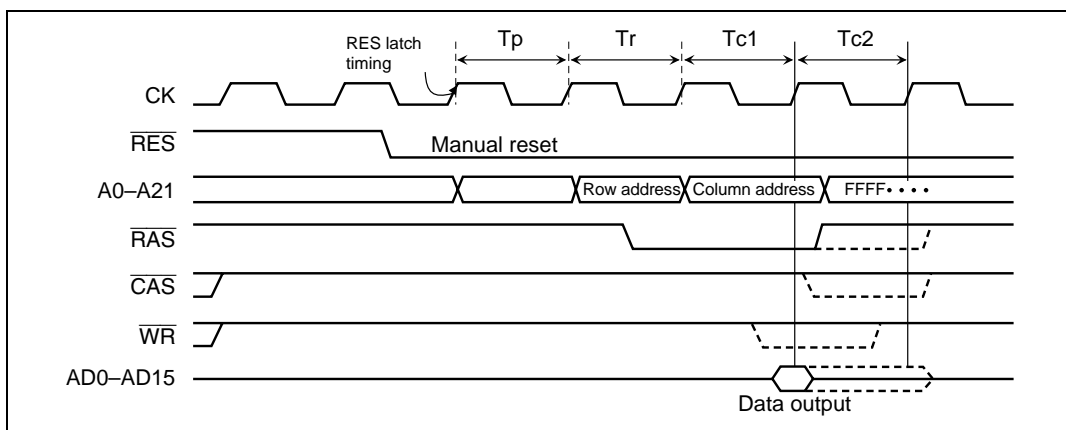 RES latch
timing
Tp
Tr
Tc1
Tc2
CK
RES
Manual reset
A0–A21
Row address
Column address
FFFF····
RAS
CAS
WR
AD0–AD15
Data output